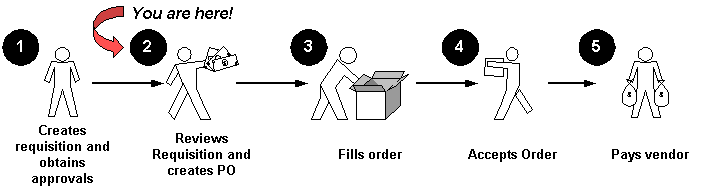 You are here!
1
2
3
4
5
Creates
requisition and
obtains
approvals
Reviews
Requisition and
creates PO
Fills order
Accepts Order
Pays vendor